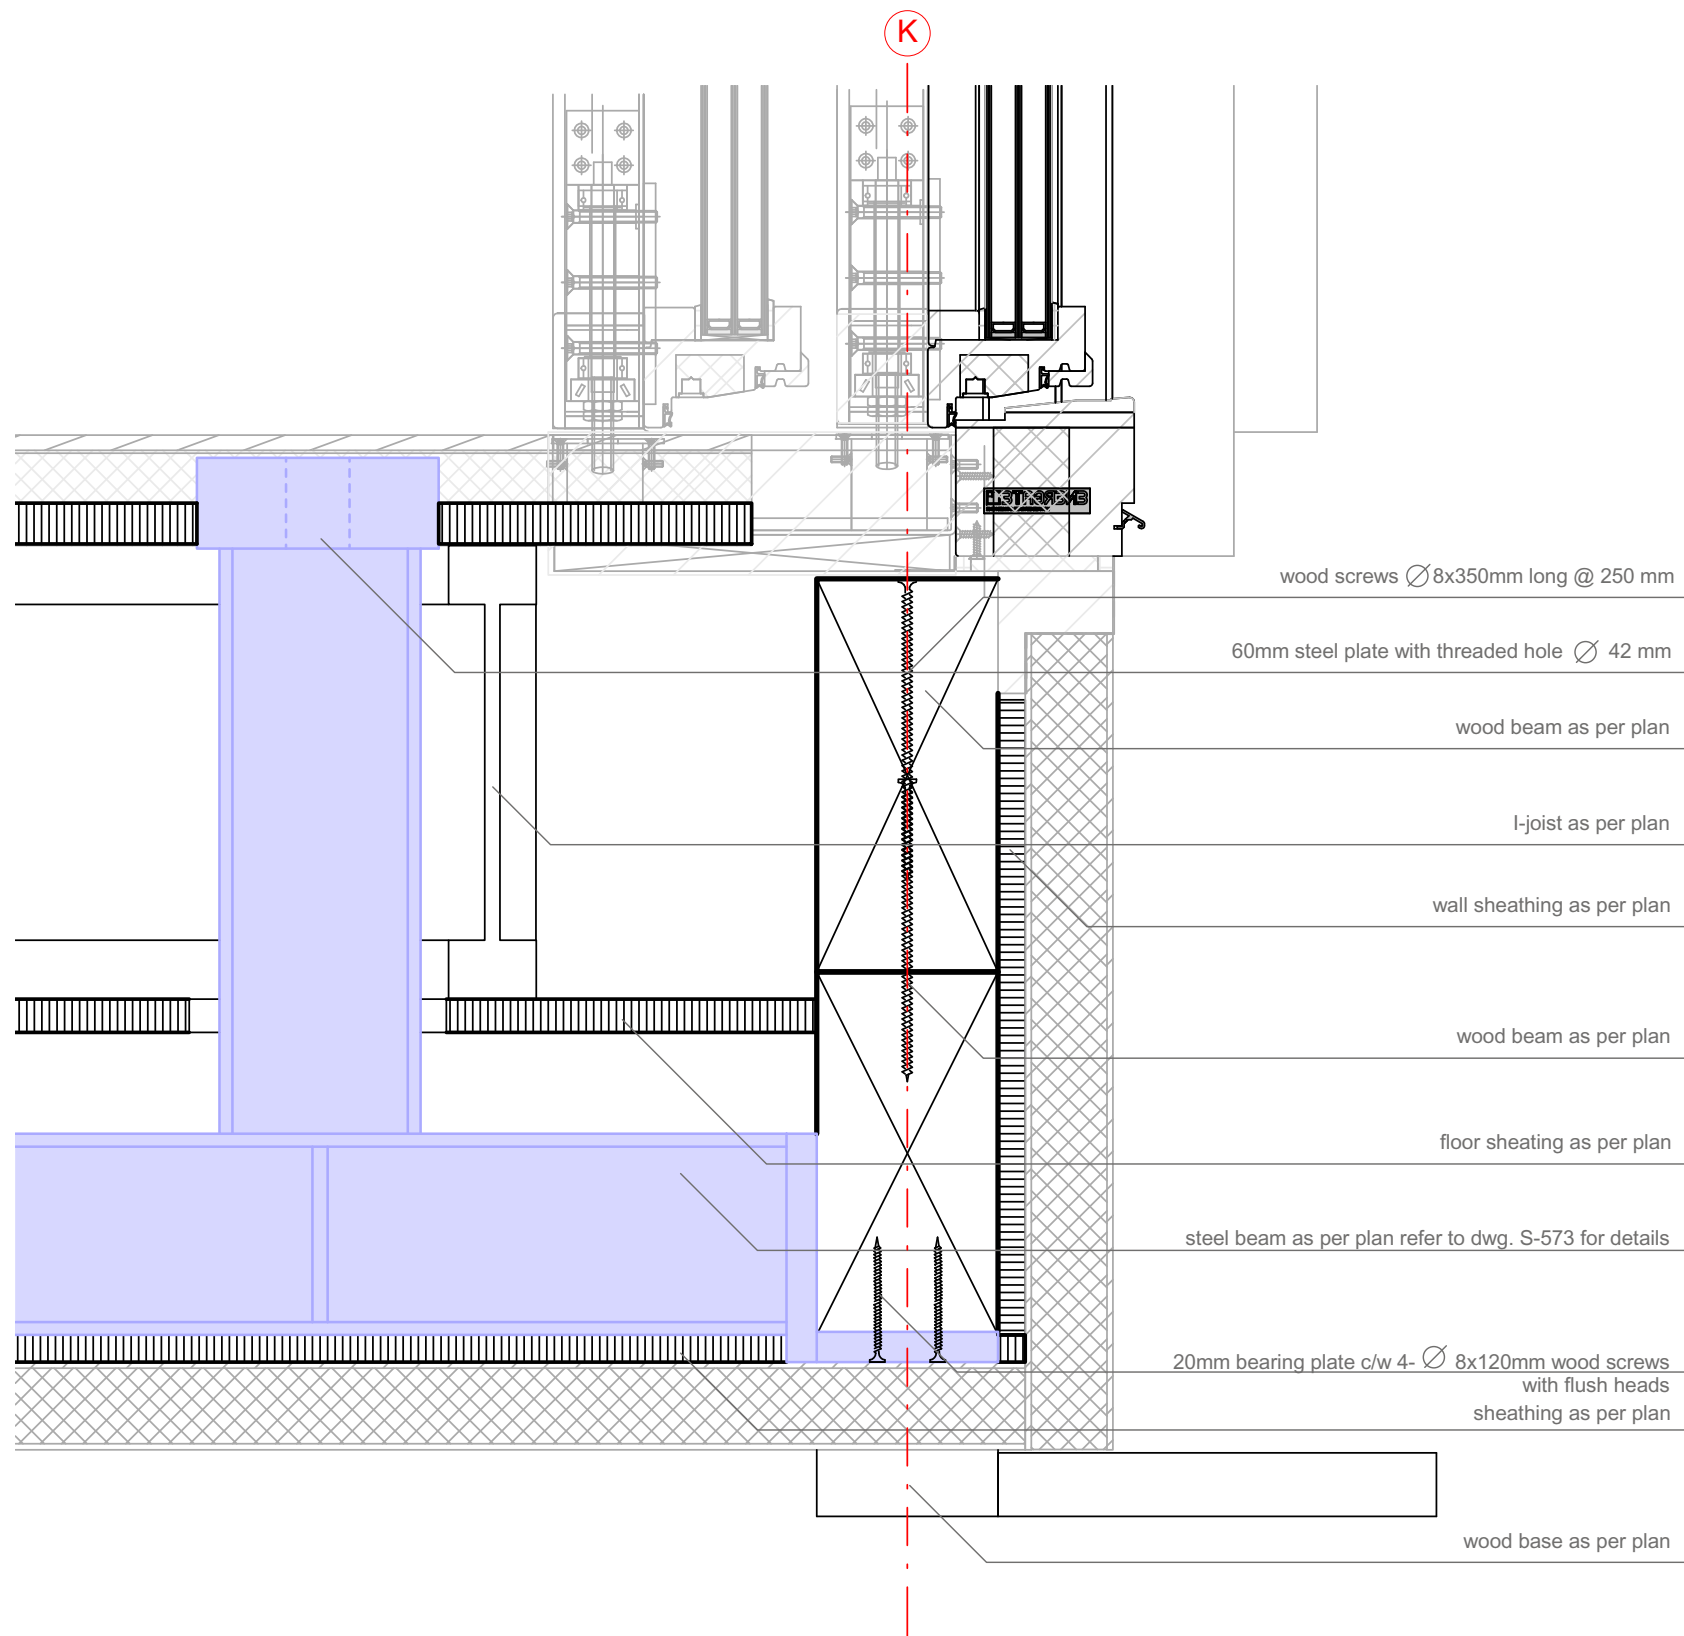 K
wood screws ∅8x350mm long @ 250 mm
60mm steel plate with threaded hole ∅ 42 mm
wood beam as per plan
I-joist as per plan
wall sheathing as per plan
wood beam as per plan
floor sheating as per plan
steel beam as per plan refer to dwg. S-573 for details
20mm bearing plate c/w 4- ∅ 8x120mm wood screws
with flush heads
sheathing as per plan
wood base as per plan